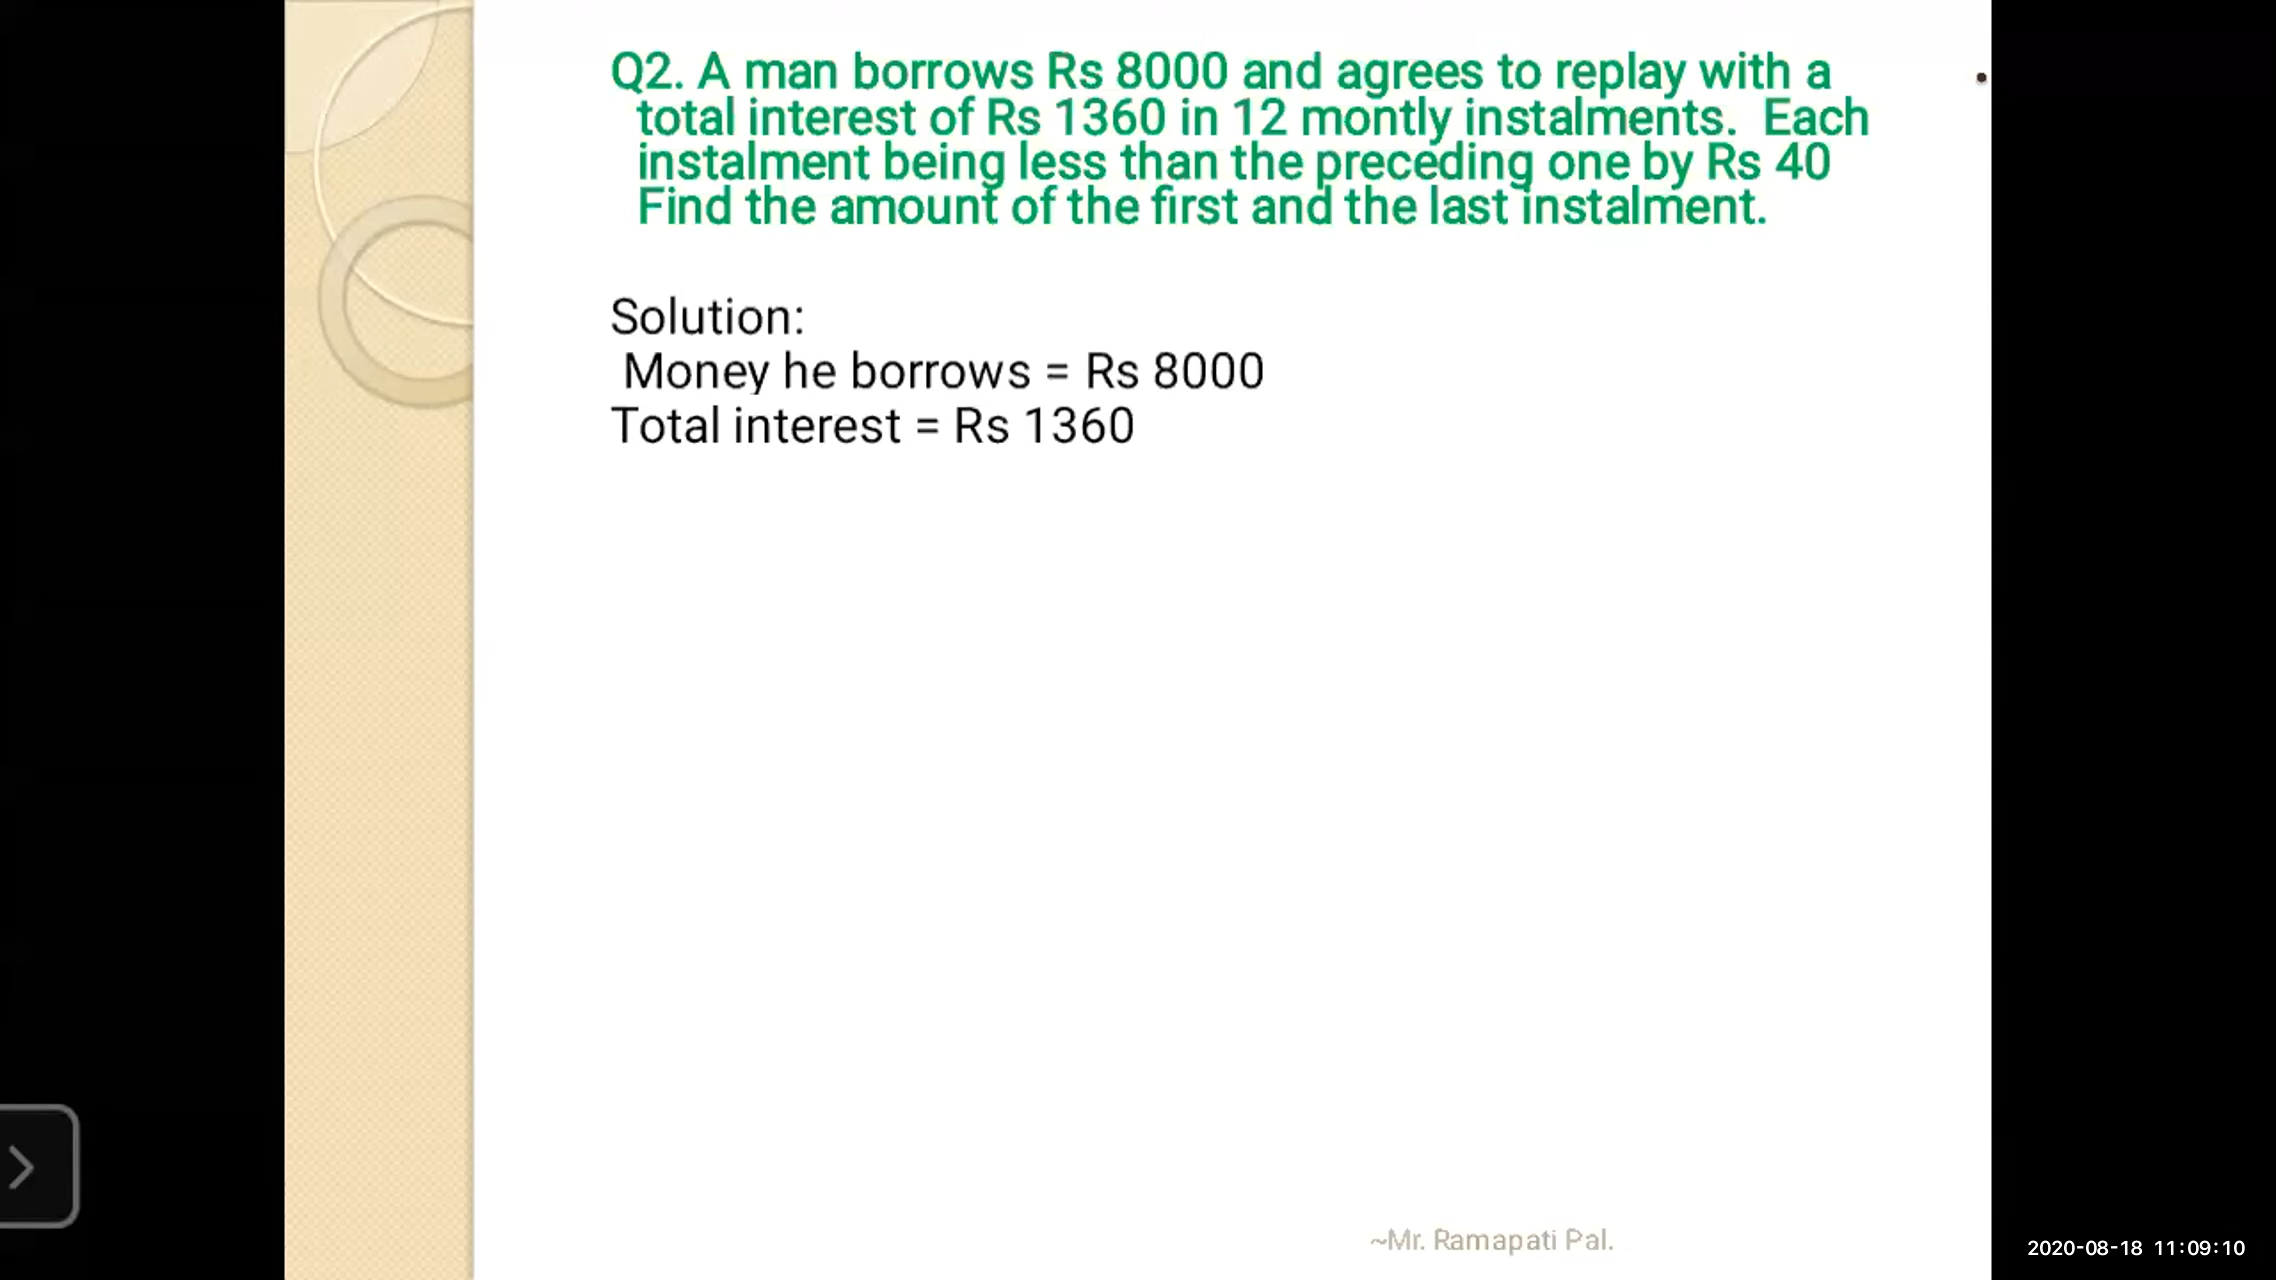 Q2. A man borrows Rs 8000 and agrees to replay with a
total interest of Rs 1360 in 12 montly instalments. Each
instalment being less than the preceding one by Rs 40
Find the amount of the first and the last instalment.
Solution:
Money he borrows = Rs 8000
Total interest = Rs 1360
~Mr. Ramapati Pal.
2020-08-18 11:09:10